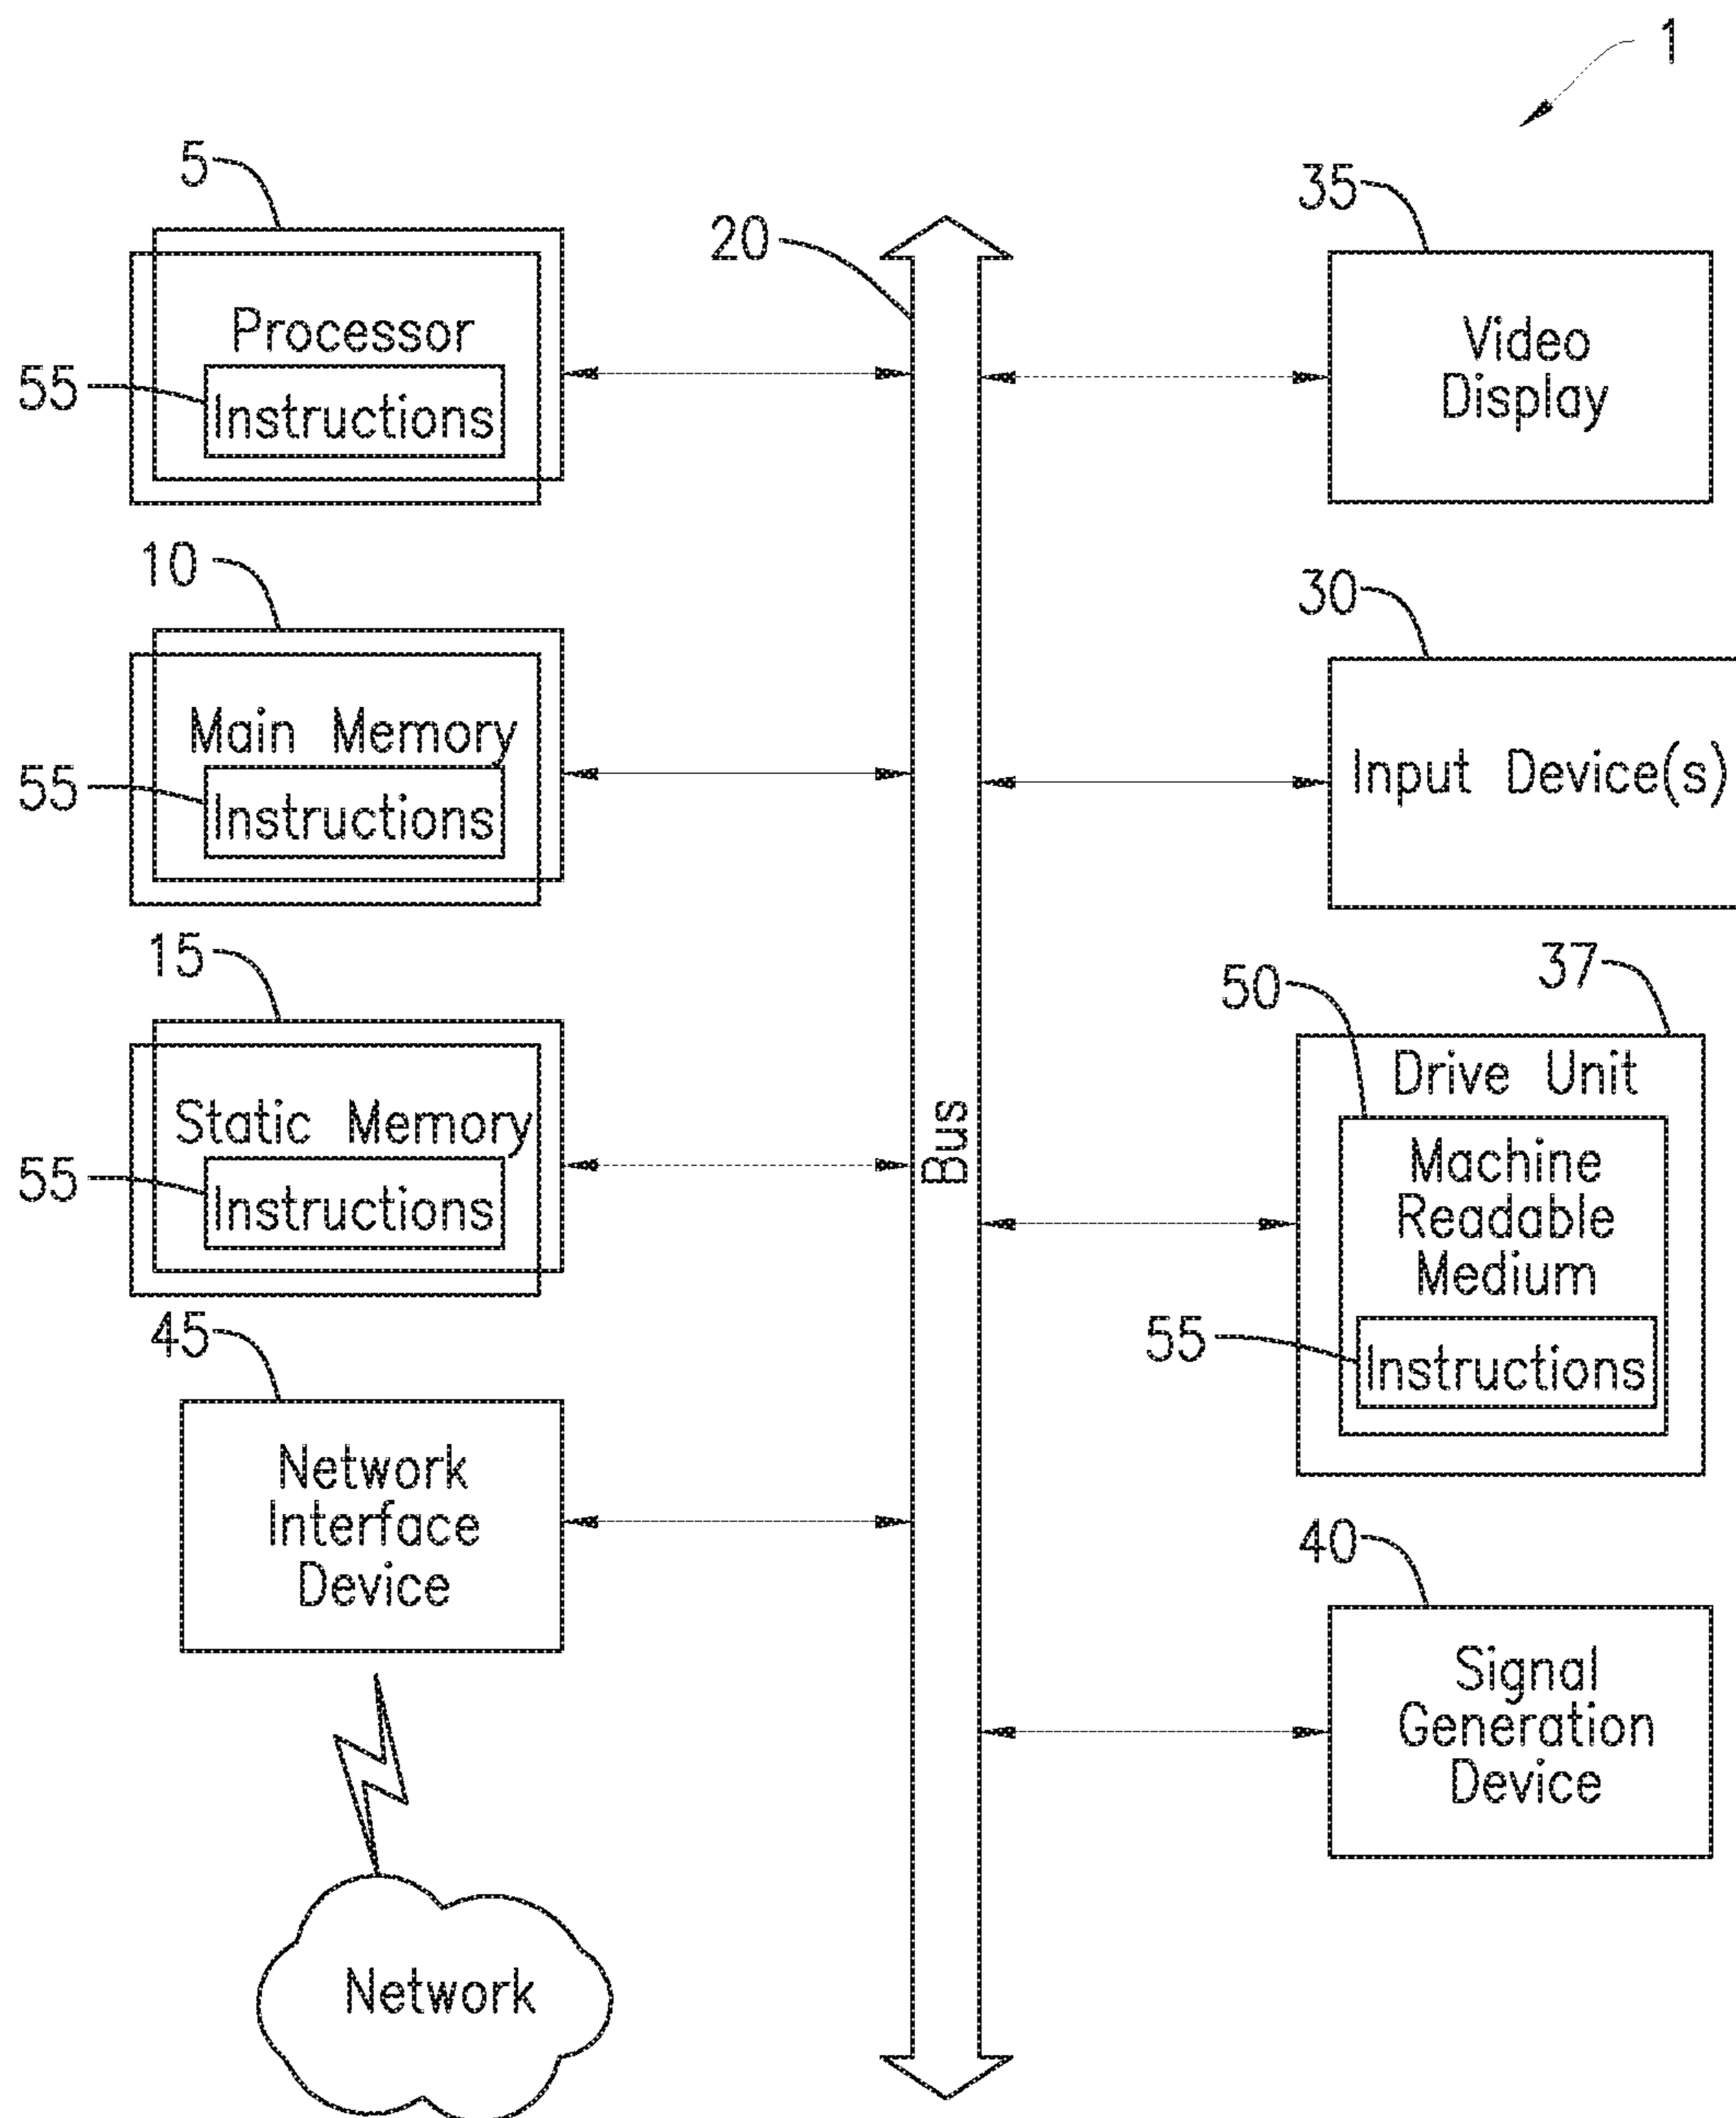 1
5
Processor
55
Instructions
10
Main Memory
55
Instructions
15
Static Memory
55
Instructions
45
Network
Interface
Device
Network
20
Bus
35
Video
Display
30
Input Device(s)
37
50
Drive Unit
Machine
Readable
Medium
55
Instructions
40
Signal
Generation
Device